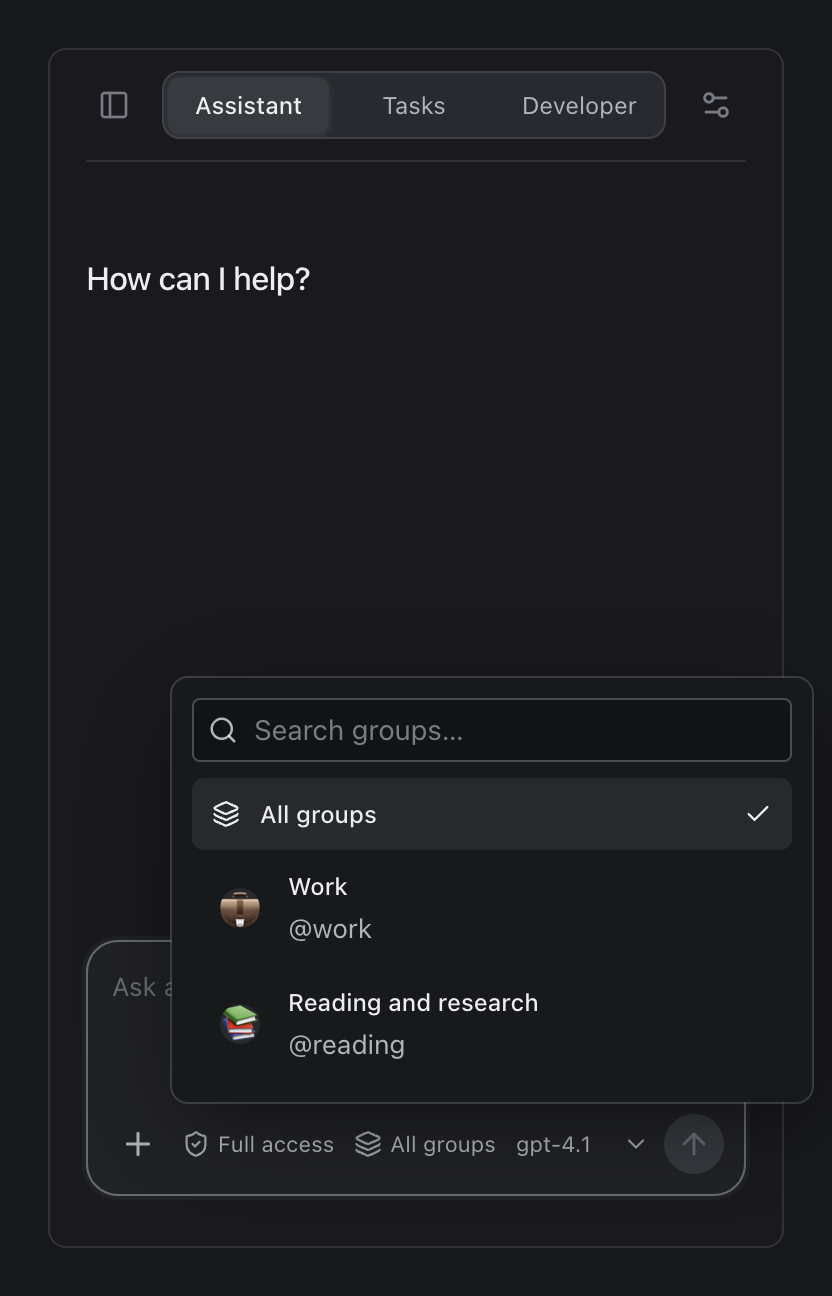 Assistant
Tasks
Developer
How can I help?
Search groups...
All groups
Work
@work
Reading and research
@reading
Ask
Full access
All groups
gpt-4.1